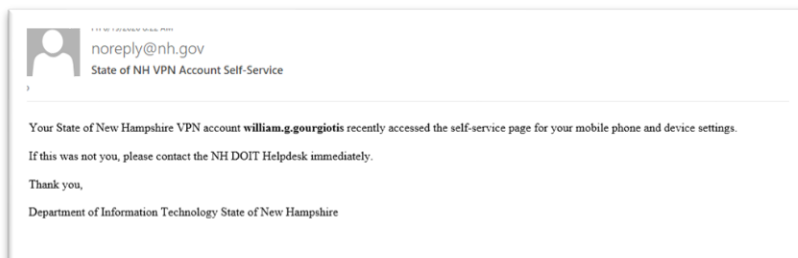 noreply@nh.gov
State of NH VPN Account Self-Service
Your State of New Hampshire VPN account william.g.gourgiotis recently accessed the self-service page for your mobile phone and device settings.
If this was not you, please contact the NH DOIT Helpdesk immediately.
Thank you,
Department of Information Technology State of New Hampshire